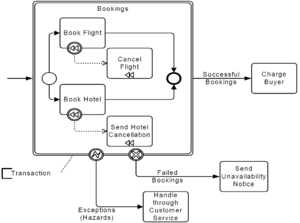 Bookings
Book Flight
Cancel
Flight
Book Hotel
Send Hotel
Cancellation
Successful
Bookings
Charge
Buyer
Transaction
Failed
Bookings
Send
Unavailability
Notice
Exceptions
(Hazards)
Handle
through
Customer
Service